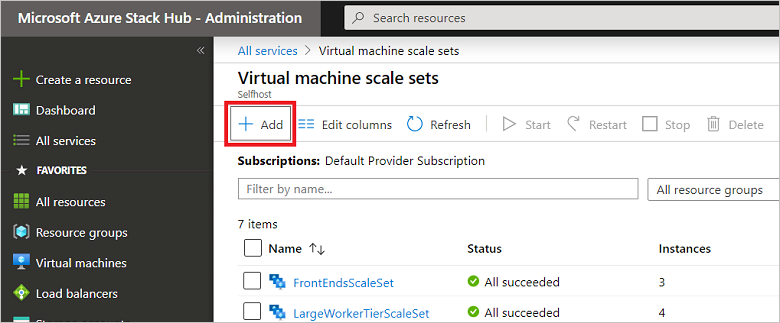 Microsoft Azure Stack Hub - Administration
Search resources
«
All services > Virtual machine scale sets
Create a resource
Virtual machine scale sets
Selfhost
Dashboard
Add Edit columns Refresh Start Restart Stop Delete
All services
Subscriptions: Default Provider Subscription
FAVORITES
Filter by name...
All resource groups
All resources
7 items
Resource groups
Name ↑↓ Status Instances
Virtual machines
FrontEndsScaleSet All succeeded 3
Load balancers
LargeWorkerTierScaleSet All succeeded 4